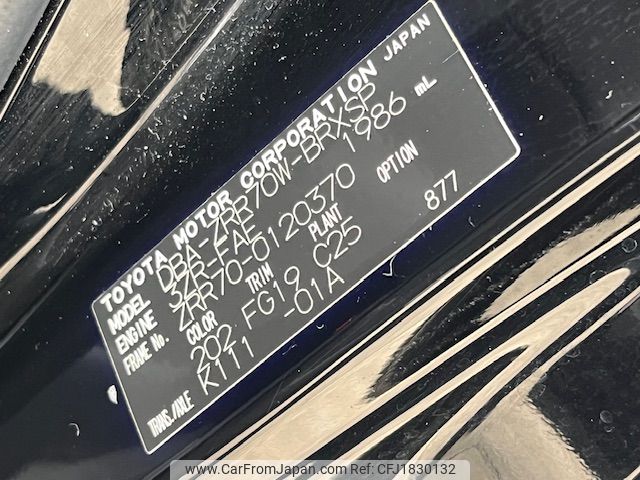 TOYOTA MOTOR CORPORATION JAPAN
MODEL DBA-ZRR70W-BRXSP
ENGINE 3ZR-FAE 1986 mL
FRAME No. ZRR70-0120370
COLOR TRIM PLANT OPTION
202 FG19 C25 877
TRANS./AXLE K111 -01A
www.CarFromJapan.com | Ref No: CFJ1830132